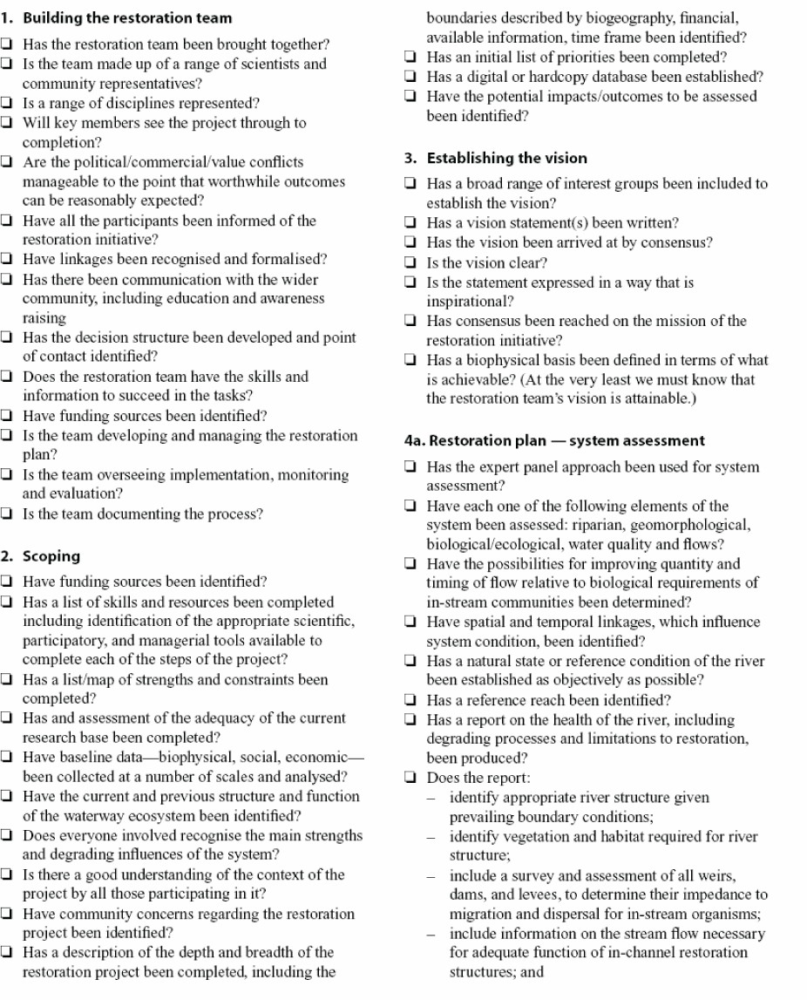 1. Building the restoration team
❏ Has the restoration team been brought together?
❏ Is the team made up of a range of scientists and
community representatives?
❏ Is a range of disciplines represented?
❏ Will key members see the project through to
completion?
❏ Are the political/commercial/value conflicts
manageable to the point that worthwhile outcomes
can be reasonably expected?
❏ Have all the participants been informed of the
restoration initiative?
❏ Have linkages been recognised and formalised?
❏ Has there been communication with the wider
community, including education and awareness
raising
❏ Has the decision structure been developed and point
of contact identified?
❏ Does the restoration team have the skills and
information to succeed in the tasks?
❏ Have funding sources been identified?
❏ Is the team developing and managing the restoration
plan?
❏ Is the team overseeing implementation, monitoring
and evaluation?
❏ Is the team documenting the process?
2. Scoping
❏ Have funding sources been identified?
❏ Has a list of skills and resources been completed
including identification of the appropriate scientific,
participatory, and managerial tools available to
complete each of the steps of the project?
❏ Has a list/map of strengths and constraints been
completed?
❏ Has and assessment of the adequacy of the current
research base been completed?
❏ Have baseline data—biophysical, social, economic—
been collected at a number of scales and analysed?
❏ Have the current and previous structure and function
of the waterway ecosystem been identified?
❏ Does everyone involved recognise the main strengths
and degrading influences of the system?
❏ Is there a good understanding of the context of the
project by all those participating in it?
❏ Have community concerns regarding the restoration
project been identified?
❏ Has a description of the depth and breadth of the
restoration project been completed, including the
boundaries described by biogeography, financial,
available information, time frame been identified?
❏ Has an initial list of priorities been completed?
❏ Has a digital or hardcopy database been established?
❏ Have the potential impacts/outcomes to be assessed
been identified?
3. Establishing the vision
❏ Has a broad range of interest groups been included to
establish the vision?
❏ Has a vision statement(s) been written?
❏ Has the vision been arrived at by consensus?
❏ Is the vision clear?
❏ Is the statement expressed in a way that is
inspirational?
❏ Has consensus been reached on the mission of the
restoration initiative?
❏ Has a biophysical basis been defined in terms of what
is achievable? (At the very least we must know that
the restoration team's vision is attainable.)
4a. Restoration plan — system assessment
❏ Has the expert panel approach been used for system
assessment?
❏ Have each one of the following elements of the
system been assessed: riparian, geomorphological,
biological/ecological, water quality and flows?
❏ Have the possibilities for improving quantity and
timing of flow relative to biological requirements of
in-stream communities been determined?
❏ Have spatial and temporal linkages, which influence
system condition, been identified?
❏ Has a natural state or reference condition of the river
been established as objectively as possible?
❏ Has a reference reach been identified?
❏ Has a report on the health of the river, including
degrading processes and limitations to restoration,
been produced?
❏ Does the report:
– identify appropriate river structure given
prevailing boundary conditions;
– identify vegetation and habitat required for river
structure;
– include a survey and assessment of all weirs,
dams, and levees, to determine their impedance to
migration and dispersal for in-stream organisms;
– include information on the stream flow necessary
for adequate function of in-channel restoration
structures; and